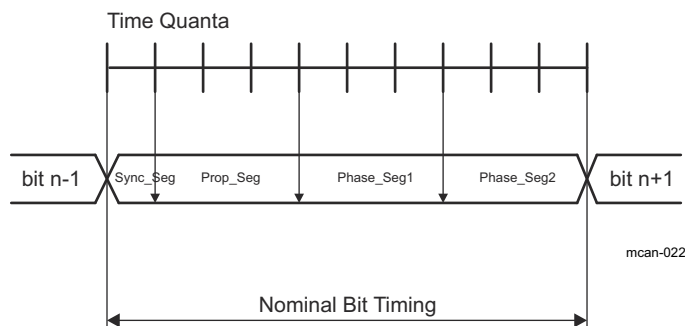 Time Quanta
bit n-1 Sync_Seg Prop_Seg Phase_Seg1 Phase_Seg2 bit n+1
mcan-022
Nominal Bit Timing